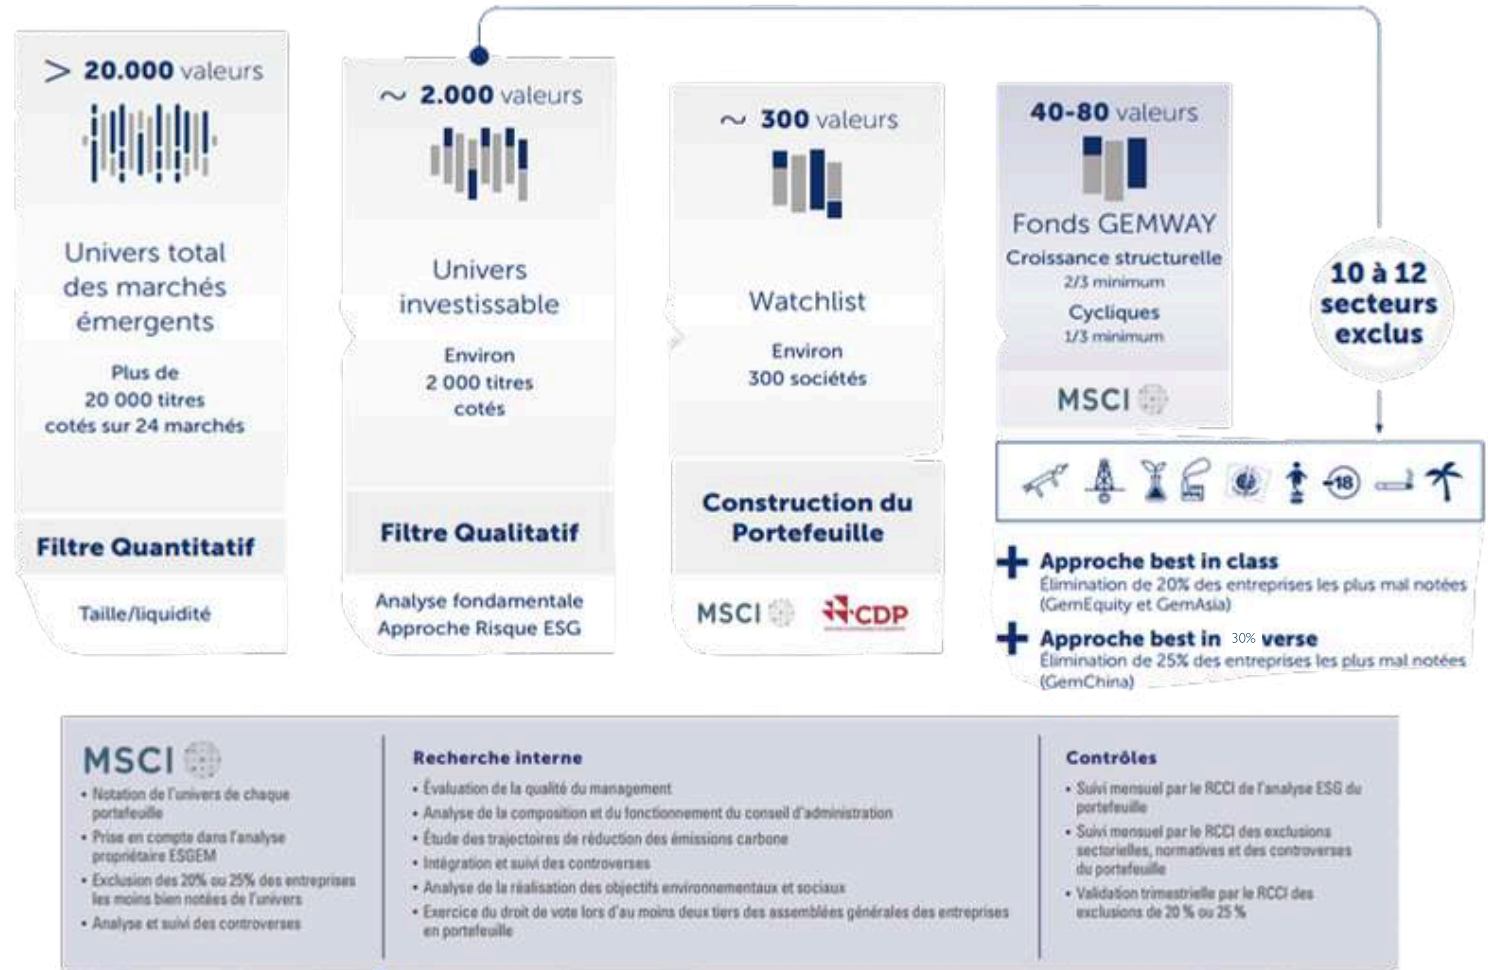 > 20.000 valeurs
Univers total
des marchés
émergents
Plus de
20 000 titres
cotés sur 24 marchés
Filtre Quantitatif
Taille/liquidité
~ 2.000 valeurs
Univers
investissable
Environ
2 000 titres
cotés
Filtre Qualitatif
Analyse fondamentale
Approche Risque ESG
~ 300 valeurs
Watchlist
Environ
300 sociétés
Construction du
Portefeuille
MSCI
CDP
40-80 valeurs
Fonds GEMWAY
Croissance structurelle
2/3 minimum
Cycliques
1/3 minimum
MSCI
10 à 12
secteurs
exclus
-18
+ Approche best in class
Élimination de 20% des entreprises les plus mal notées
(GemEquity et GemAsia)
+ Approche best in 30% verse
Élimination de 25% des entreprises les plus mal notées
(GemChina)
MSCI
• Notation de l'univers de chaque
portefeuille
• Prise en compte dans l'analyse
propriétaire ESGEM
• Exclusion des 20% ou 25% des entreprises
les moins bien notées de l'univers
• Analyse et suivi des controverses
Recherche interne
• Évaluation de la qualité du management
• Analyse de la composition et du fonctionnement du conseil d'administration
• Étude des trajectoires de réduction des émissions carbone
• Intégration et suivi des controverses
• Analyse de la réalisation des objectifs environnementaux et sociaux
• Exercice du droit de vote lors d'au moins deux tiers des assemblées générales des entreprises
en portefeuille
Contrôles
• Suivi mensuel par le RCCI de l'analyse ESG du
portefeuille
• Suivi mensuel par le RCCI des exclusions
sectorielles, normatives et des controverses
du portefeuille
• Validation trimestrielle par le RCCI des
exclusions de 20 % ou 25 %